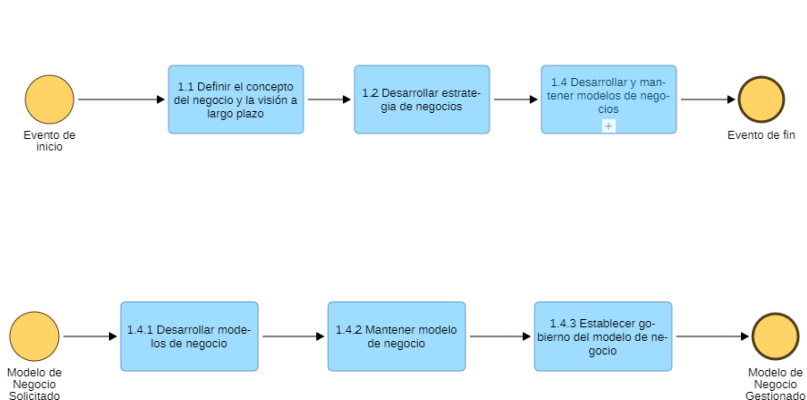 1.1 Definir el concepto
del negocio y la visión a
largo plazo
1.2 Desarrollar estrate-
gia de negocios
1.4 Desarrollar y man-
tener modelos de nego-
cios
Evento de
inicio
Evento de fin
1.4.1 Desarrollar mode-
los de negocio
1.4.2 Mantener modelo
de negocio
1.4.3 Establecer go-
bierno del modelo de ne-
gocio
Modelo de
Negocio
Solicitado
Modelo de
Negocio
Gestionado